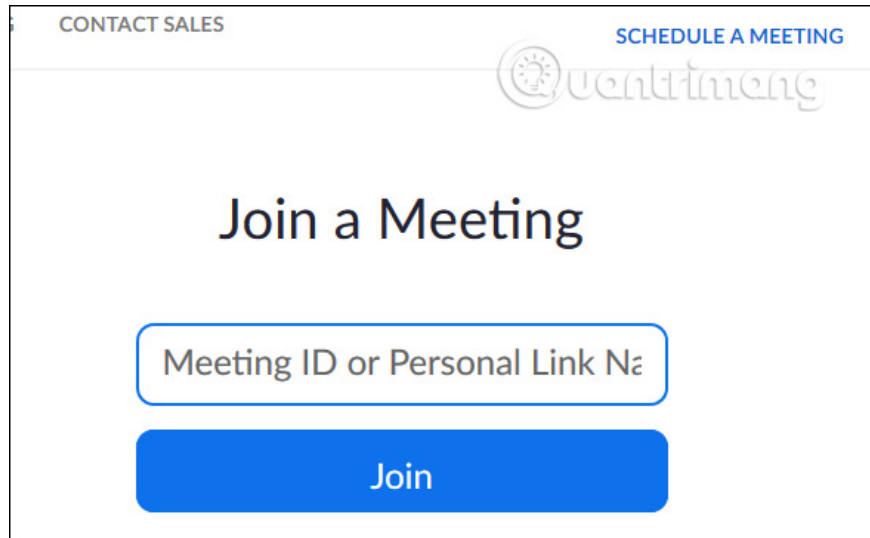 CONTACT SALES
SCHEDULE A MEETING
Quantrimang
Join a Meeting
Meeting ID or Personal Link Na
Join